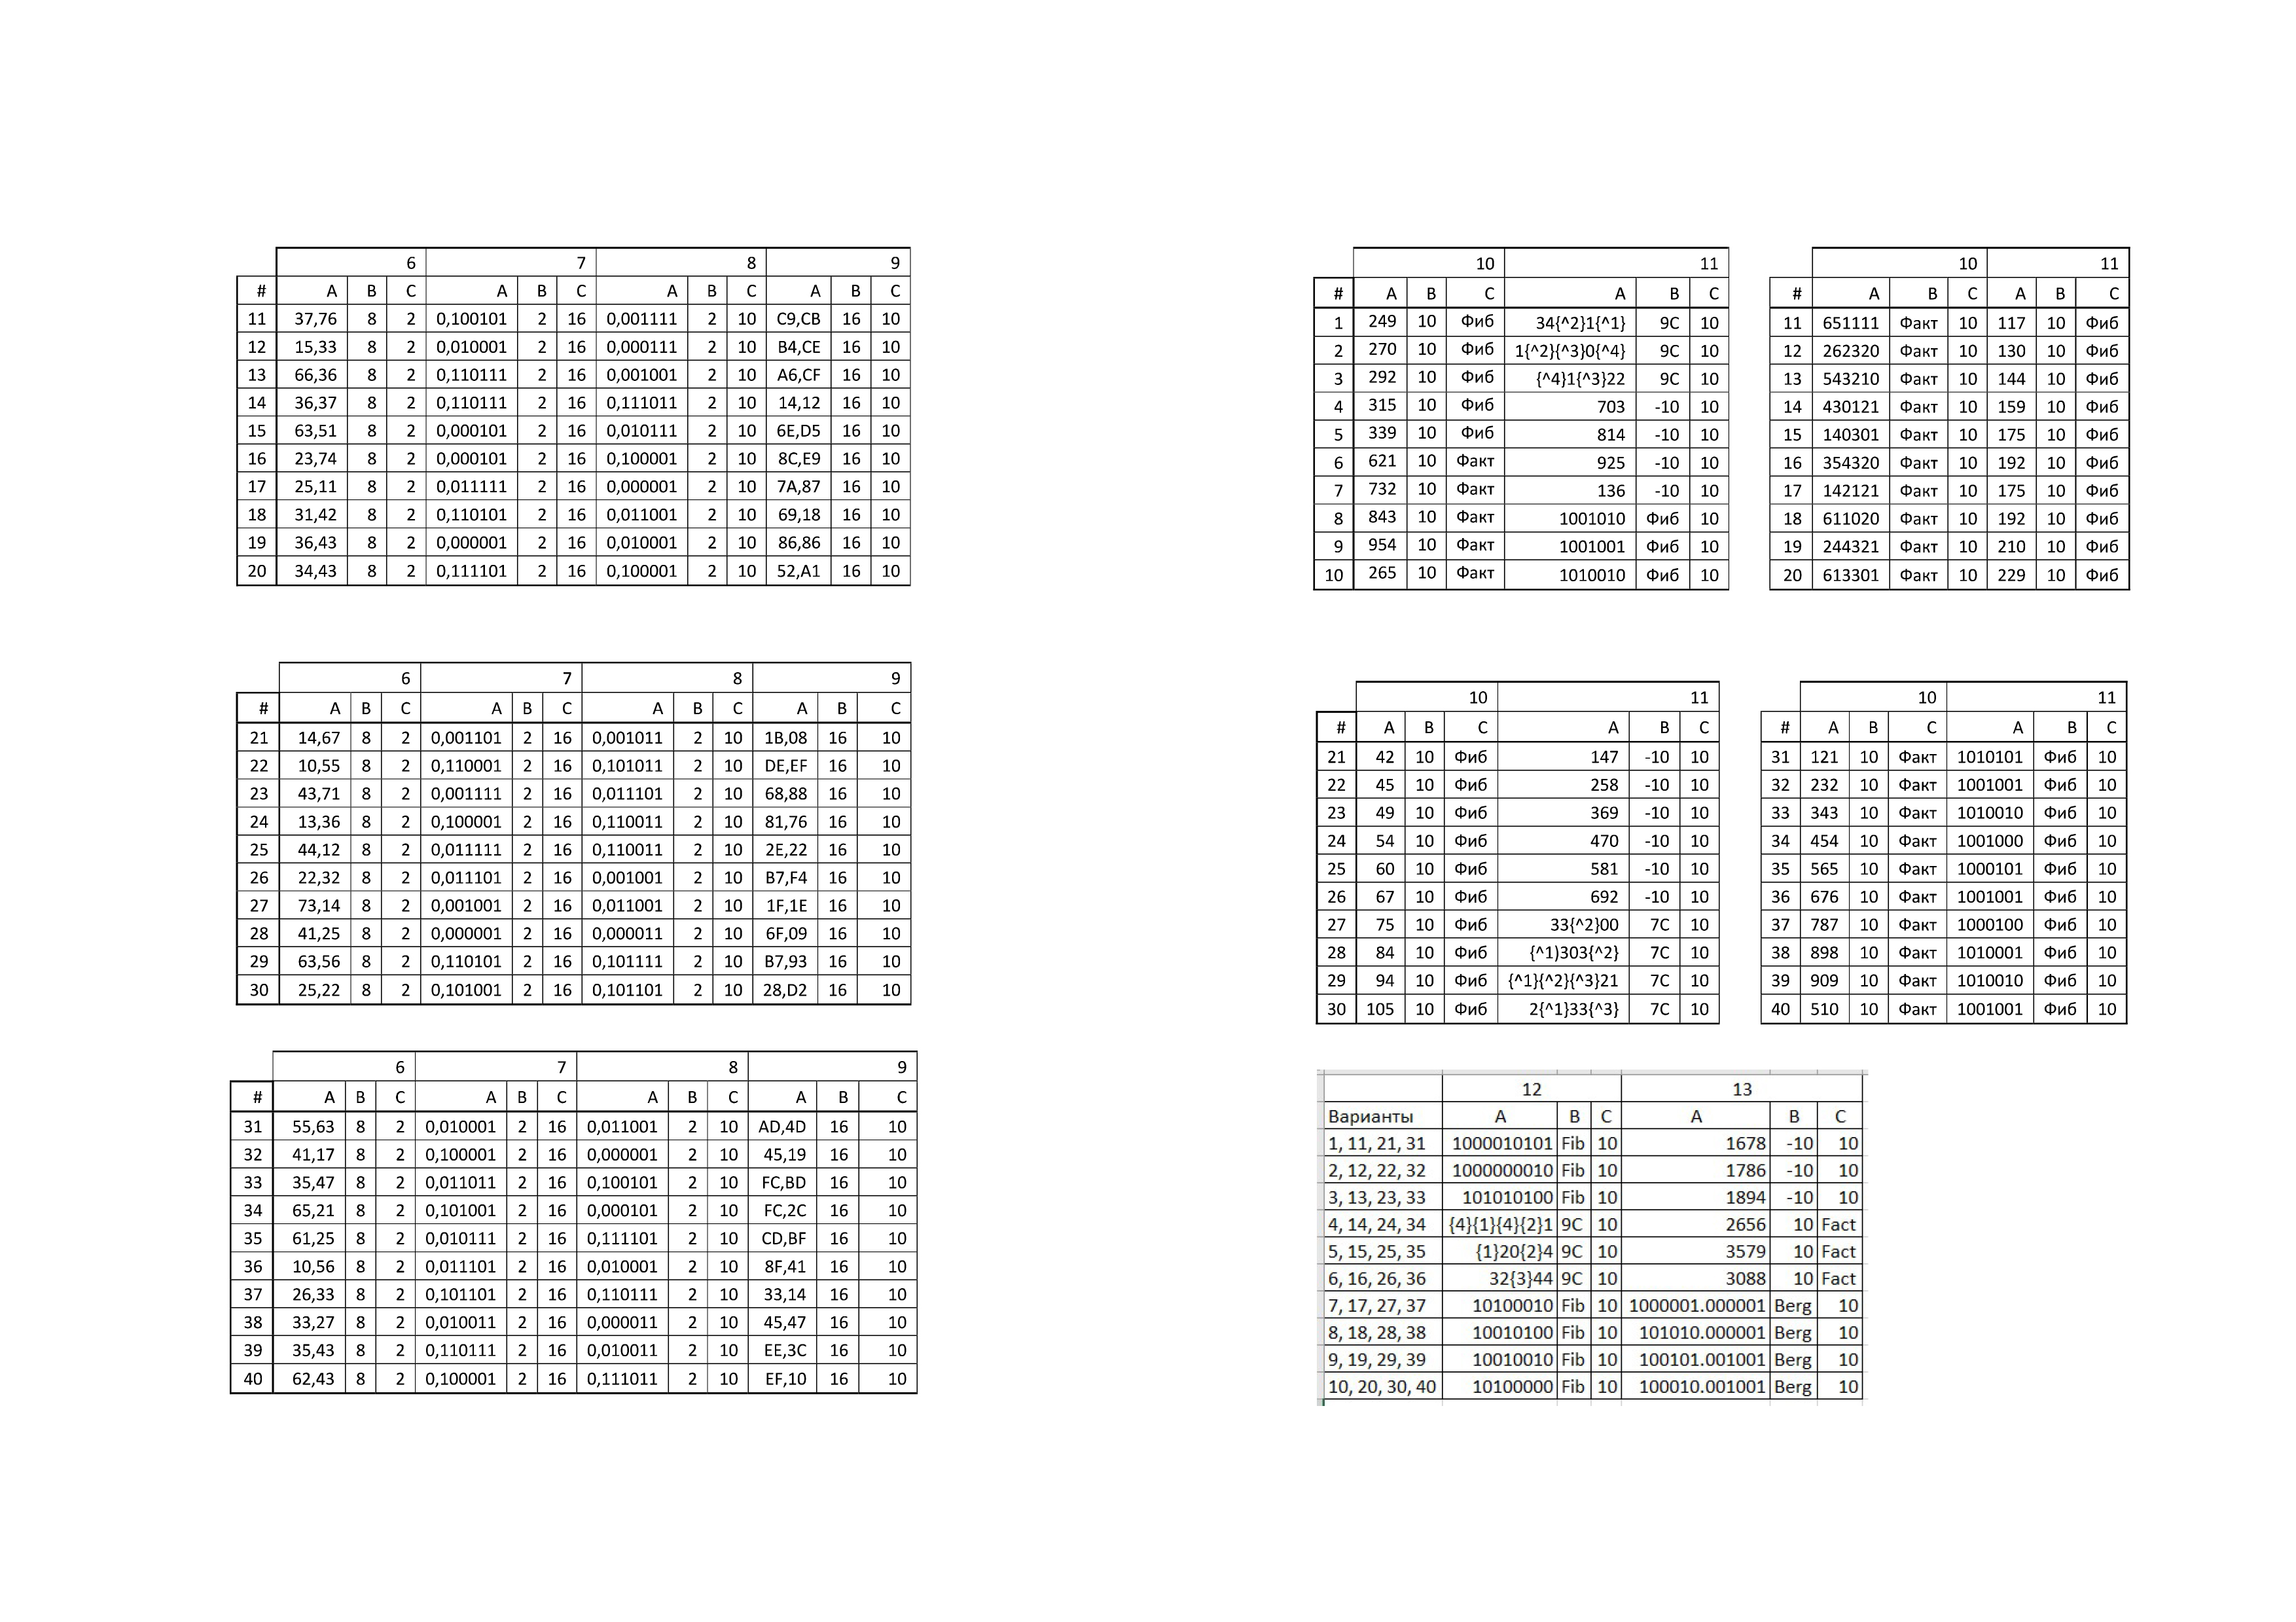 6 7 8 9
# A B C A B C A B C A B C
11 37,76 8 2 0,100101 2 16 0,001111 2 10 C9,CB 16 10
12 15,33 8 2 0,010001 2 16 0,000111 2 10 B4,CE 16 10
13 66,36 8 2 0,110111 2 16 0,001001 2 10 A6,CF 16 10
14 36,37 8 2 0,110111 2 16 0,111011 2 10 14,12 16 10
15 63,51 8 2 0,000101 2 16 0,010111 2 10 6E,D5 16 10
16 23,74 8 2 0,000101 2 16 0,100001 2 10 8C,E9 16 10
17 25,11 8 2 0,011111 2 16 0,000001 2 10 7A,87 16 10
18 31,42 8 2 0,110101 2 16 0,011001 2 10 69,18 16 10
19 36,43 8 2 0,000001 2 16 0,010001 2 10 86,86 16 10
20 34,43 8 2 0,111101 2 16 0,100001 2 10 52,A1 16 10
6 7 8 9
# A B C A B C A B C A B C
21 14,67 8 2 0,001101 2 16 0,001011 2 10 1B,08 16 10
22 10,55 8 2 0,110001 2 16 0,101011 2 10 DE,EF 16 10
23 43,71 8 2 0,001111 2 16 0,011101 2 10 68,88 16 10
24 13,36 8 2 0,100001 2 16 0,110011 2 10 81,76 16 10
25 44,12 8 2 0,011111 2 16 0,110011 2 10 2E,22 16 10
26 22,32 8 2 0,011101 2 16 0,001001 2 10 B7,F4 16 10
27 73,14 8 2 0,001001 2 16 0,011001 2 10 1F,1E 16 10
28 41,25 8 2 0,000001 2 16 0,000011 2 10 6F,09 16 10
29 63,56 8 2 0,110101 2 16 0,101111 2 10 B7,93 16 10
30 25,22 8 2 0,101001 2 16 0,101101 2 10 28,D2 16 10
6 7 8 9
# A B C A B C A B C A B C
31 55,63 8 2 0,010001 2 16 0,011001 2 10 AD,4D 16 10
32 41,17 8 2 0,100001 2 16 0,000001 2 10 45,19 16 10
33 35,47 8 2 0,011011 2 16 0,100101 2 10 FC,BD 16 10
34 65,21 8 2 0,101001 2 16 0,000101 2 10 FC,2C 16 10
35 61,25 8 2 0,010111 2 16 0,111101 2 10 CD,BF 16 10
36 10,56 8 2 0,011101 2 16 0,010001 2 10 8F,41 16 10
37 26,33 8 2 0,101101 2 16 0,110111 2 10 33,14 16 10
38 33,27 8 2 0,010011 2 16 0,000011 2 10 45,47 16 10
39 35,43 8 2 0,110111 2 16 0,010011 2 10 EE,3C 16 10
40 62,43 8 2 0,100001 2 16 0,111011 2 10 EF,10 16 10
10 11
# A B C A B C
1 249 10 Фиб 34{^2}1{^1} 9C 10
2 270 10 Фиб 1{^2}{^3}0{^4} 9C 10
3 292 10 Фиб {^4}1{^3}22 9C 10
4 315 10 Фиб 703 -10 10
5 339 10 Фиб 814 -10 10
6 621 10 Факт 925 -10 10
7 732 10 Факт 136 -10 10
8 843 10 Факт 1001010 Фиб 10
9 954 10 Факт 1001001 Фиб 10
10 265 10 Факт 1010010 Фиб 10
10 11
# A B C A B C
11 651111 Факт 10 117 10 Фиб
12 262320 Факт 10 130 10 Фиб
13 543210 Факт 10 144 10 Фиб
14 430121 Факт 10 159 10 Фиб
15 140301 Факт 10 175 10 Фиб
16 354320 Факт 10 192 10 Фиб
17 142121 Факт 10 175 10 Фиб
18 611020 Факт 10 192 10 Фиб
19 244321 Факт 10 210 10 Фиб
20 613301 Факт 10 229 10 Фиб
10 11
# A B C A B C
21 42 10 Фиб 147 -10 10
22 45 10 Фиб 258 -10 10
23 49 10 Фиб 369 -10 10
24 54 10 Фиб 470 -10 10
25 60 10 Фиб 581 -10 10
26 67 10 Фиб 692 -10 10
27 75 10 Фиб 33{^2}00 7C 10
28 84 10 Фиб {^1)303{^2} 7C 10
29 94 10 Фиб {^1}{^2}{^3}21 7C 10
30 105 10 Фиб 2{^1}33{^3} 7C 10
10 11
# A B C A B C
31 121 10 Факт 1010101 Фиб 10
32 232 10 Факт 1001001 Фиб 10
33 343 10 Факт 1010010 Фиб 10
34 454 10 Факт 1001000 Фиб 10
35 565 10 Факт 1000101 Фиб 10
36 676 10 Факт 1001001 Фиб 10
37 787 10 Факт 1000100 Фиб 10
38 898 10 Факт 1010001 Фиб 10
39 909 10 Факт 1010010 Фиб 10
40 510 10 Факт 1001001 Фиб 10
12 13
Варианты A B C A B C
1, 11, 21, 31 1000010101 Fib 10 1678 -10 10
2, 12, 22, 32 1000000010 Fib 10 1786 -10 10
3, 13, 23, 33 101010100 Fib 10 1894 -10 10
4, 14, 24, 34 {4}{1}{4}{2}1 9C 10 2656 10 Fact
5, 15, 25, 35 {1}20{2}4 9C 10 3579 10 Fact
6, 16, 26, 36 32{3}44 9C 10 3088 10 Fact
7, 17, 27, 37 10100010 Fib 10 1000001.000001 Berg 10
8, 18, 28, 38 10010100 Fib 10 101010.000001 Berg 10
9, 19, 29, 39 10010010 Fib 10 100101.001001 Berg 10
10, 20, 30, 40 10100000 Fib 10 100010.001001 Berg 10